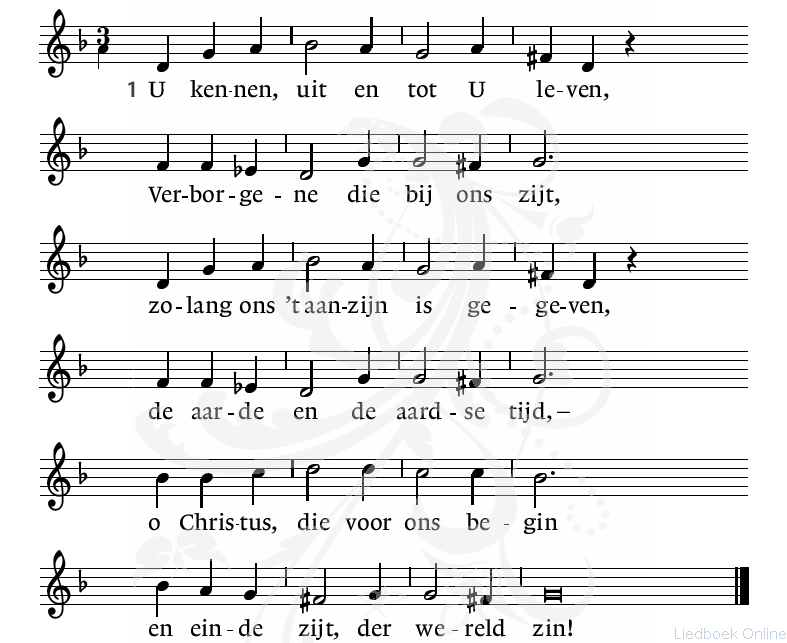 3
1 U ken-nen, uit en tot U le-ven,
Ver-bor-ge-ne die bij ons zijt,
zo-lang ons ’t aan-zijn is ge-ge-ven,
de aar-de en de aard-se tijd,–
o Chris-tus, die voor ons be-gin
en ein-de zijt, der we-reld zin!
Liedboek Online